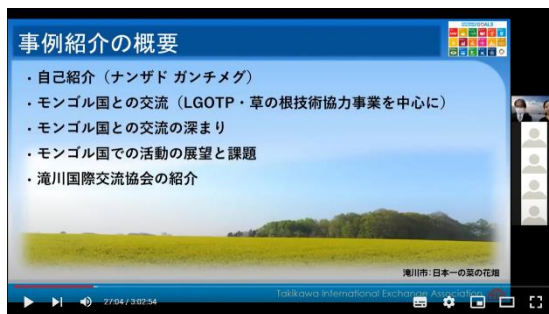 事例紹介の概要
・自己紹介（ナンザド ガンチメグ）
・モンゴル国との交流（LGOTP・草の根技術協力事業を中心に）
・モンゴル国との交流の深まり
・モンゴル国での活動の展望と課題
・滝川国際交流協会の紹介
滝川市：日本一の菜の花畑
Takikawa International Exchange Association
27:04 / 3:02:54